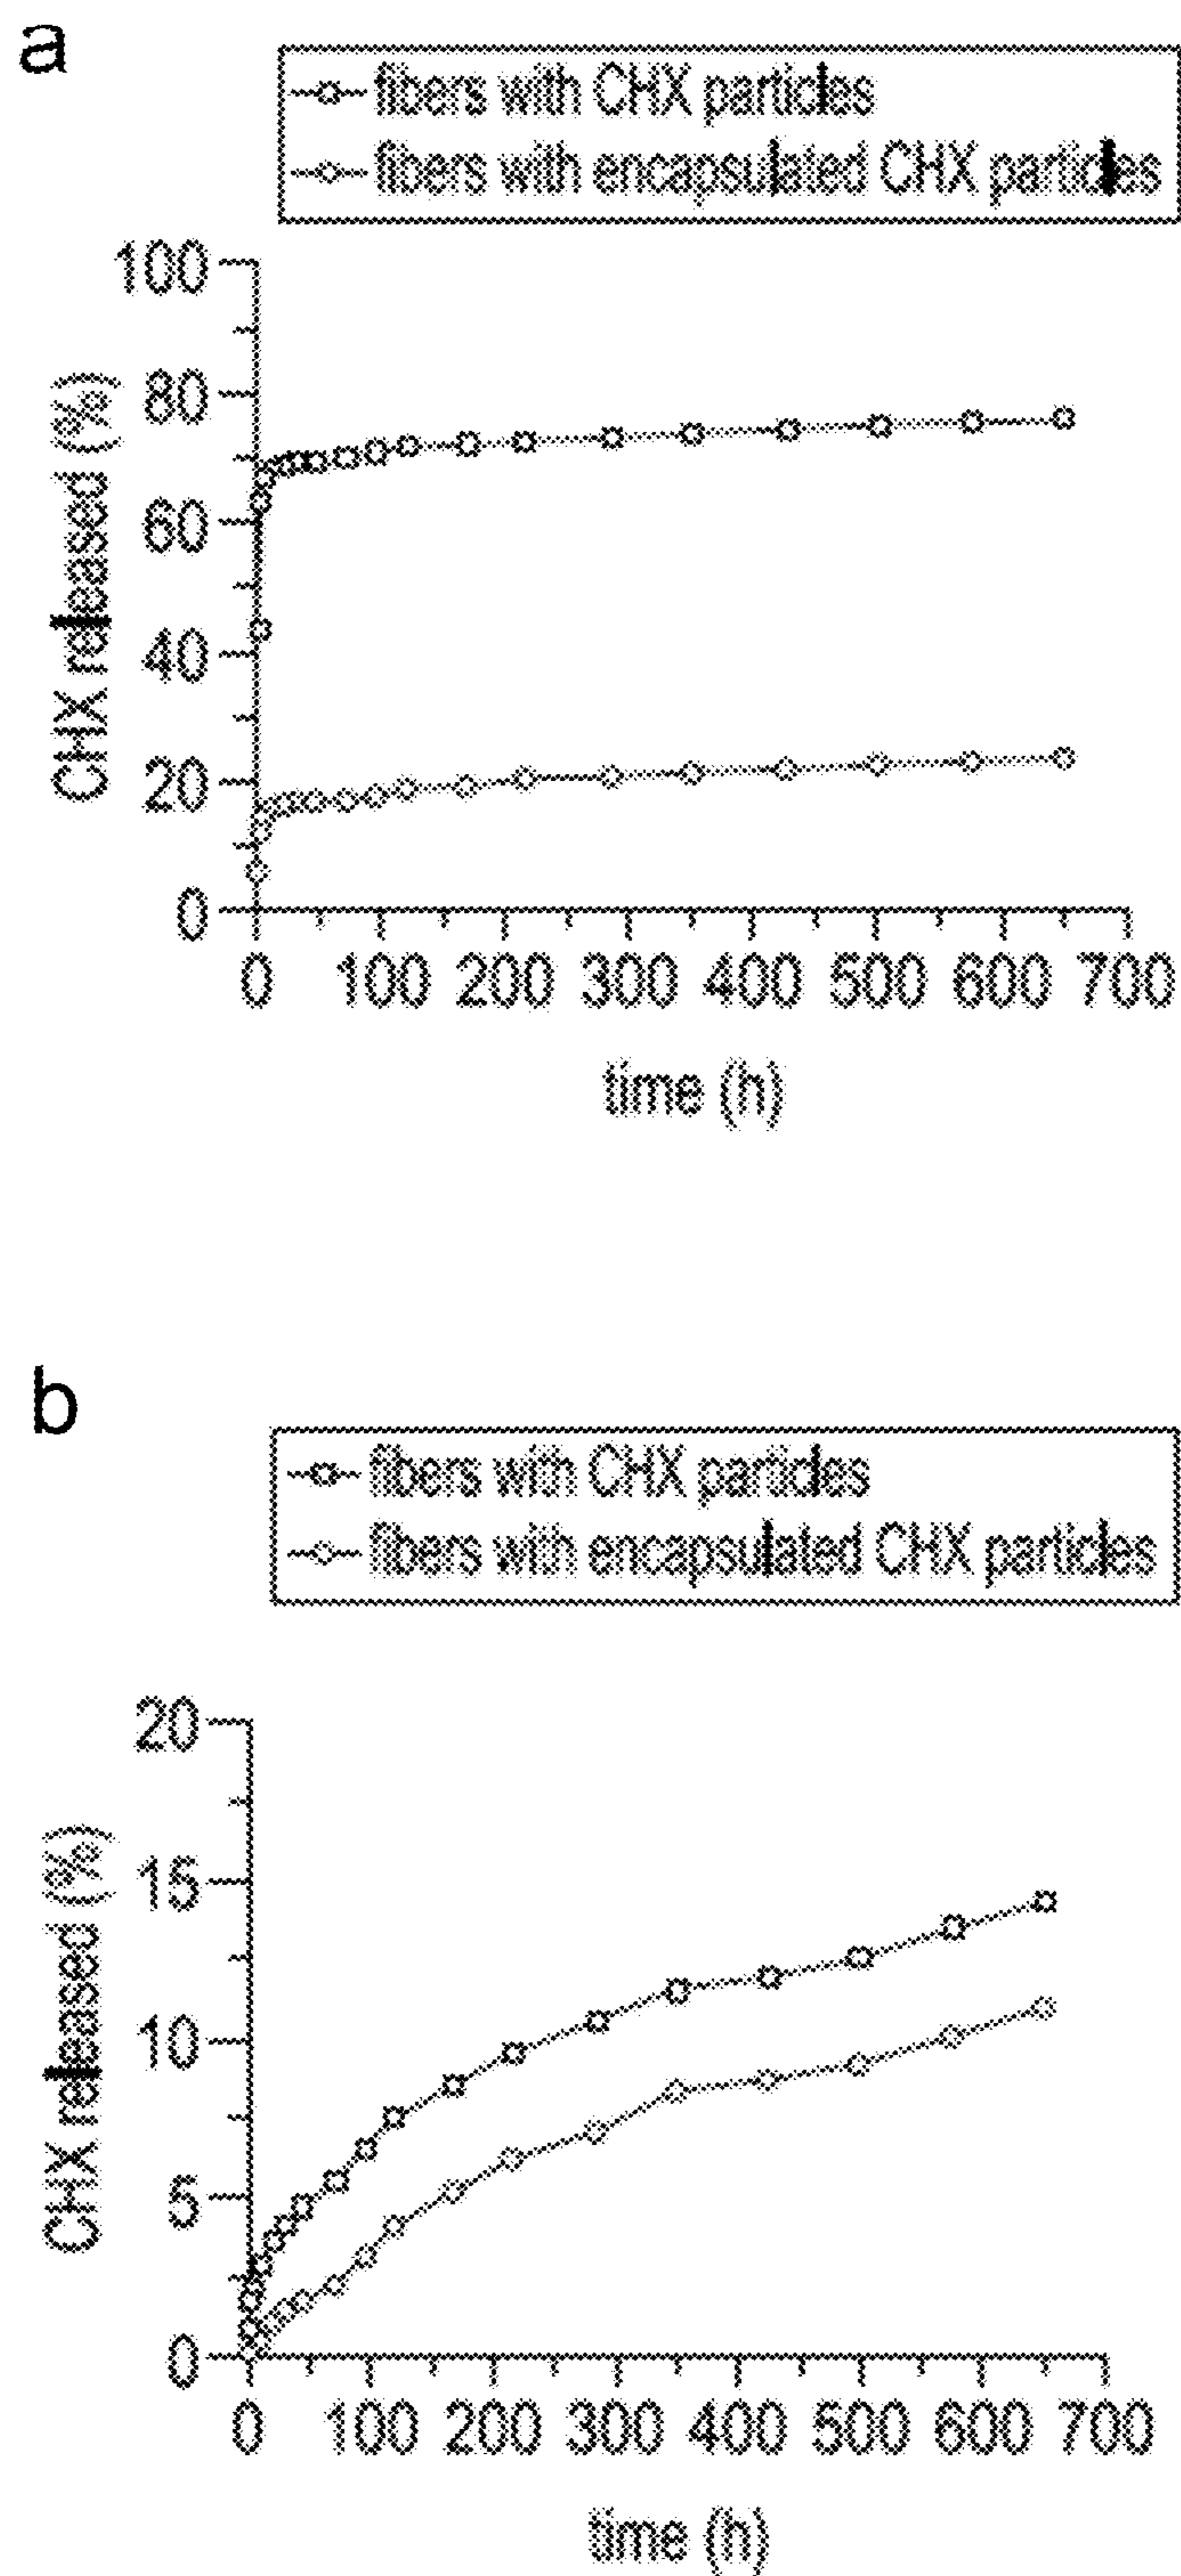 a
fibers with CHX particles
fibers with encapsulated CHX particles
100
80
60
40
20
0
CHX released (%)
0 100 200 300 400 500 600 700
time (h)
b
fibers with CHX particles
fibers with encapsulated CHX particles
20
15
10
5
0
CHX released (%)
0 100 200 300 400 500 600 700
time (h)